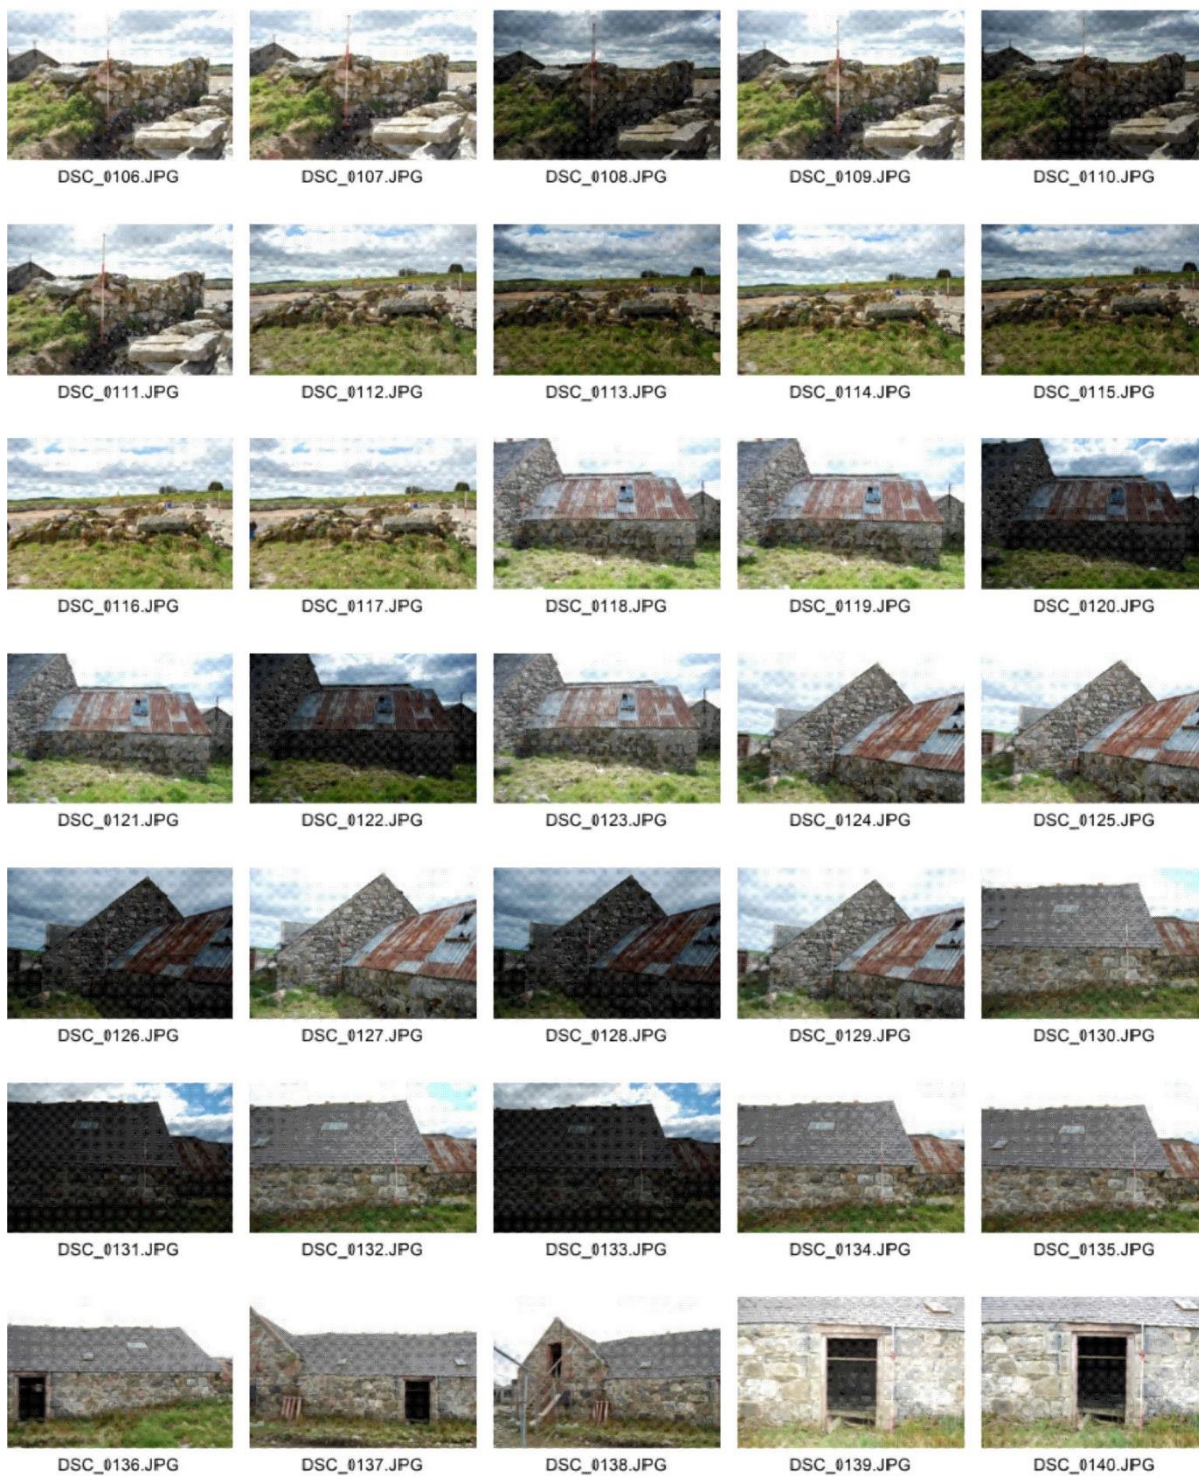 DSC_0106.JPG DSC_0107.JPG DSC_0108.JPG DSC_0109.JPG DSC_0110.JPG
DSC_0111.JPG DSC_0112.JPG DSC_0113.JPG DSC_0114.JPG DSC_0115.JPG
DSC_0116.JPG DSC_0117.JPG DSC_0118.JPG DSC_0119.JPG DSC_0120.JPG
DSC_0121.JPG DSC_0122.JPG DSC_0123.JPG DSC_0124.JPG DSC_0125.JPG
DSC_0126.JPG DSC_0127.JPG DSC_0128.JPG DSC_0129.JPG DSC_0130.JPG
DSC_0131.JPG DSC_0132.JPG DSC_0133.JPG DSC_0134.JPG DSC_0135.JPG
DSC_0136.JPG DSC_0137.JPG DSC_0138.JPG DSC_0139.JPG DSC_0140.JPG